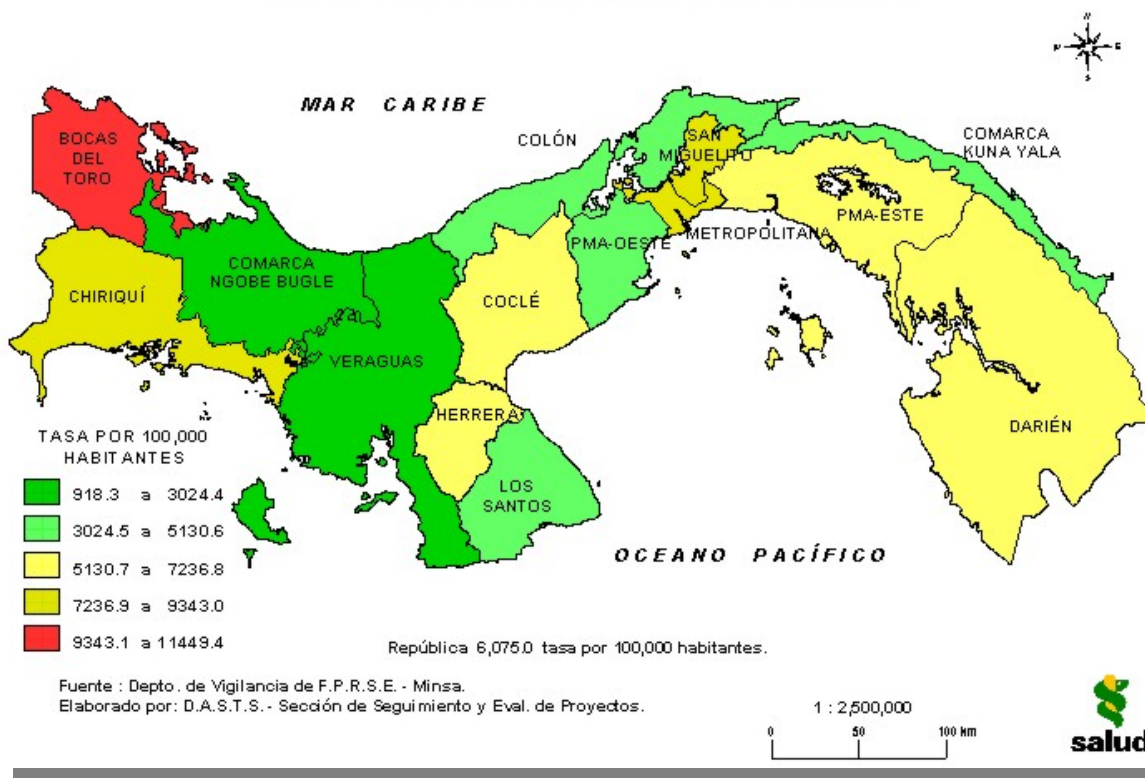 N
P E
S
MAR CARIBE
BOCAS
DEL
TORO
COLÓN
SAN
MIGUELITO
COMARCA
KUNA YALA
PMA-ESTE
PMA-OESTE
METROPOLITANA
COMARCA
NGOBE BUGLE
CHIRIQUÍ
COCLÉ
VERAGUAS
HERRERA
DARIÉN
LOS
SANTOS
OCEANO PACÍFICO
TASA POR 100,000
HABITANTES
918.3 a 3024.4
3024.5 a 5130.6
5130.7 a 7236.8
7236.9 a 9343.0
9343.1 a 11449.4
República 6,075.0 tasa por 100,000 habitantes.
Fuente : Depto. de Vigilancia de F.P.R.S.E. - Minsa.
Elaborado por: D.A.S.T.S.- Sección de Seguimiento y Eval. de Proyectos.
1 : 2,500,000
0 50 100 km
salud